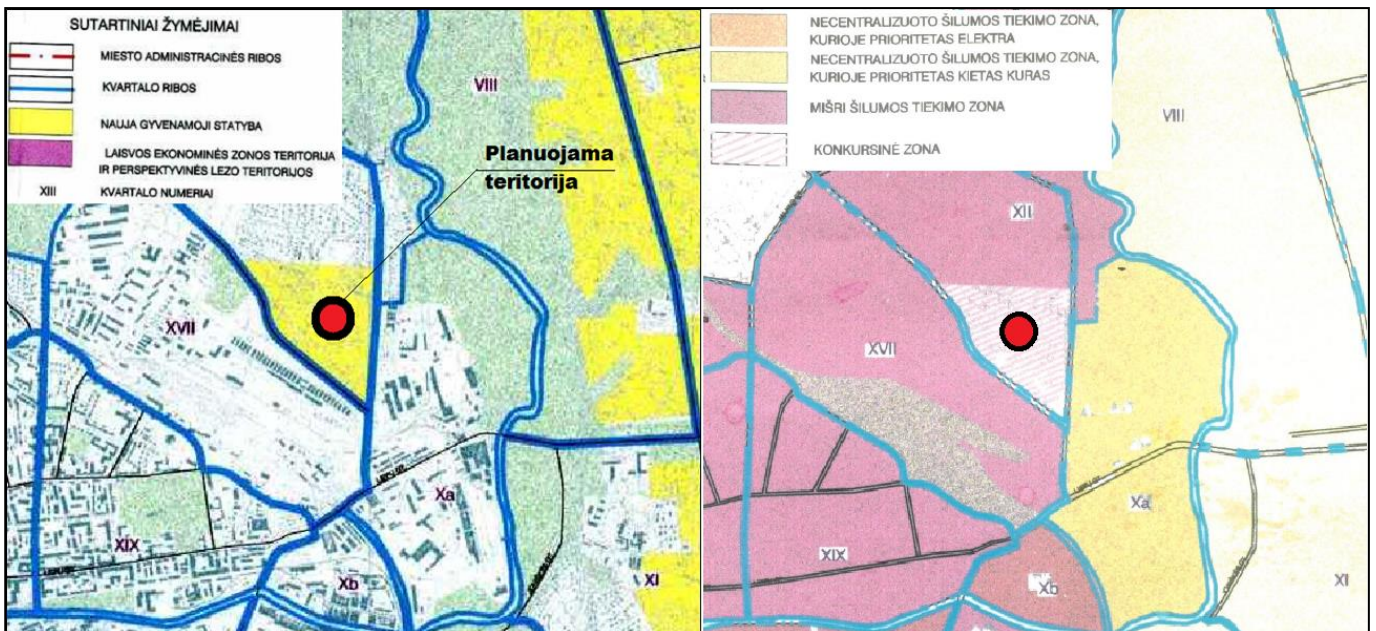 SUTARTINIAI ŽYMĖJIMAI
MIESTO ADMINISTRACINĖS RIBOS
KVARTALO RIBOS
NAUJA GYVENAMOJI STATYBA
LAISVOS EKONOMINĖS ZONOS TERITORIJA
IR PERSPEKTYVINĖS LEZO TERITORIJOS
XIII KVARTALO NUMERIAI
VIII
Planuojama
teritorija
XVII
Xa
XIX
Xb
XI
NECENTRALIZUOTO ŠILUMOS TIEKIMO ZONA,
KURIOJE PRIORITETAS ELEKTRA
NECENTRALIZUOTO ŠILUMOS TIEKIMO ZONA,
KURIOJE PRIORITETAS KIETAS KURAS
MIŠRI ŠILUMOS TIEKIMO ZONA
KONKURSINĖ ZONA
VIII
XII
XVII
Xa
XIX
Xb
XI